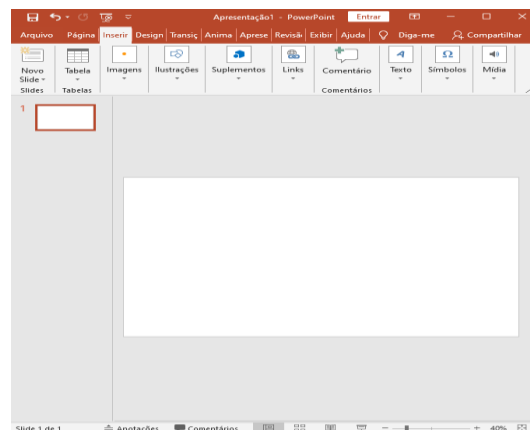 Apresentação1 - PowerPoint Entrar
Arquivo Página Inserir Design Transiç Anima Aprese Revisã Exibir Ajuda Diga-me Compartilhar
Novo Slide Tabela Imagens Ilustrações Suplementos Links Comentário Texto Símbolos Mídia
Slides Tabelas Comentários
1
Slide 1 de 1 Anotações Comentários 40%